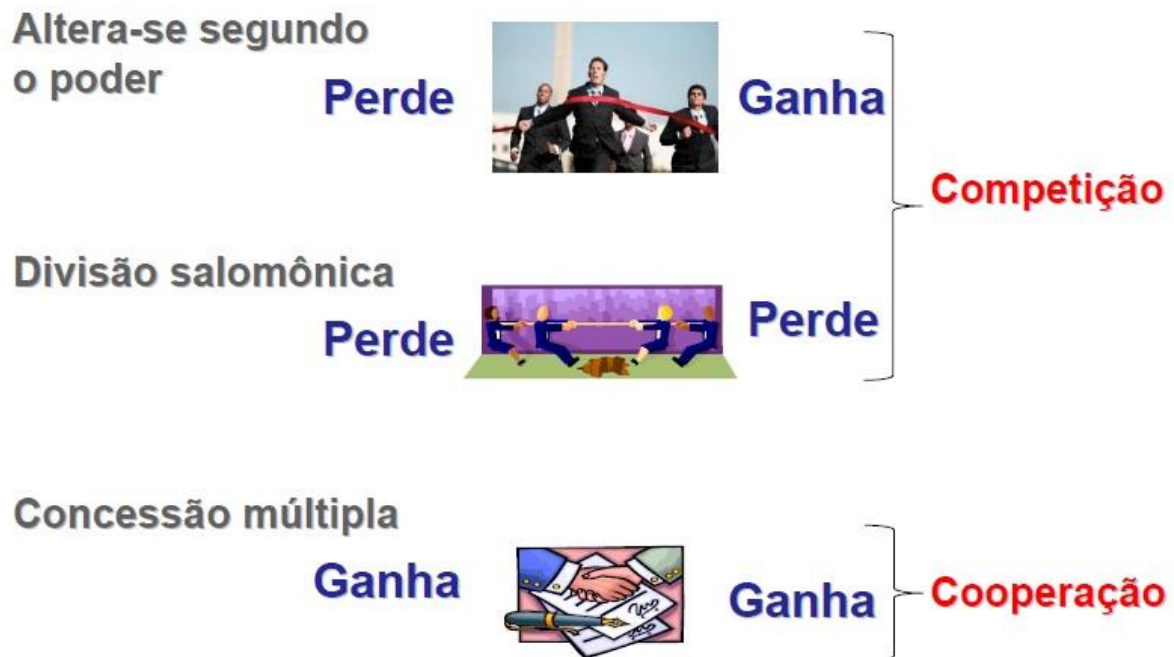 Altera-se segundo
o poder
Perde
Ganha
Competição
Divisão salomônica
Perde
Perde
Concessão múltipla
Ganha
Ganha
Cooperação